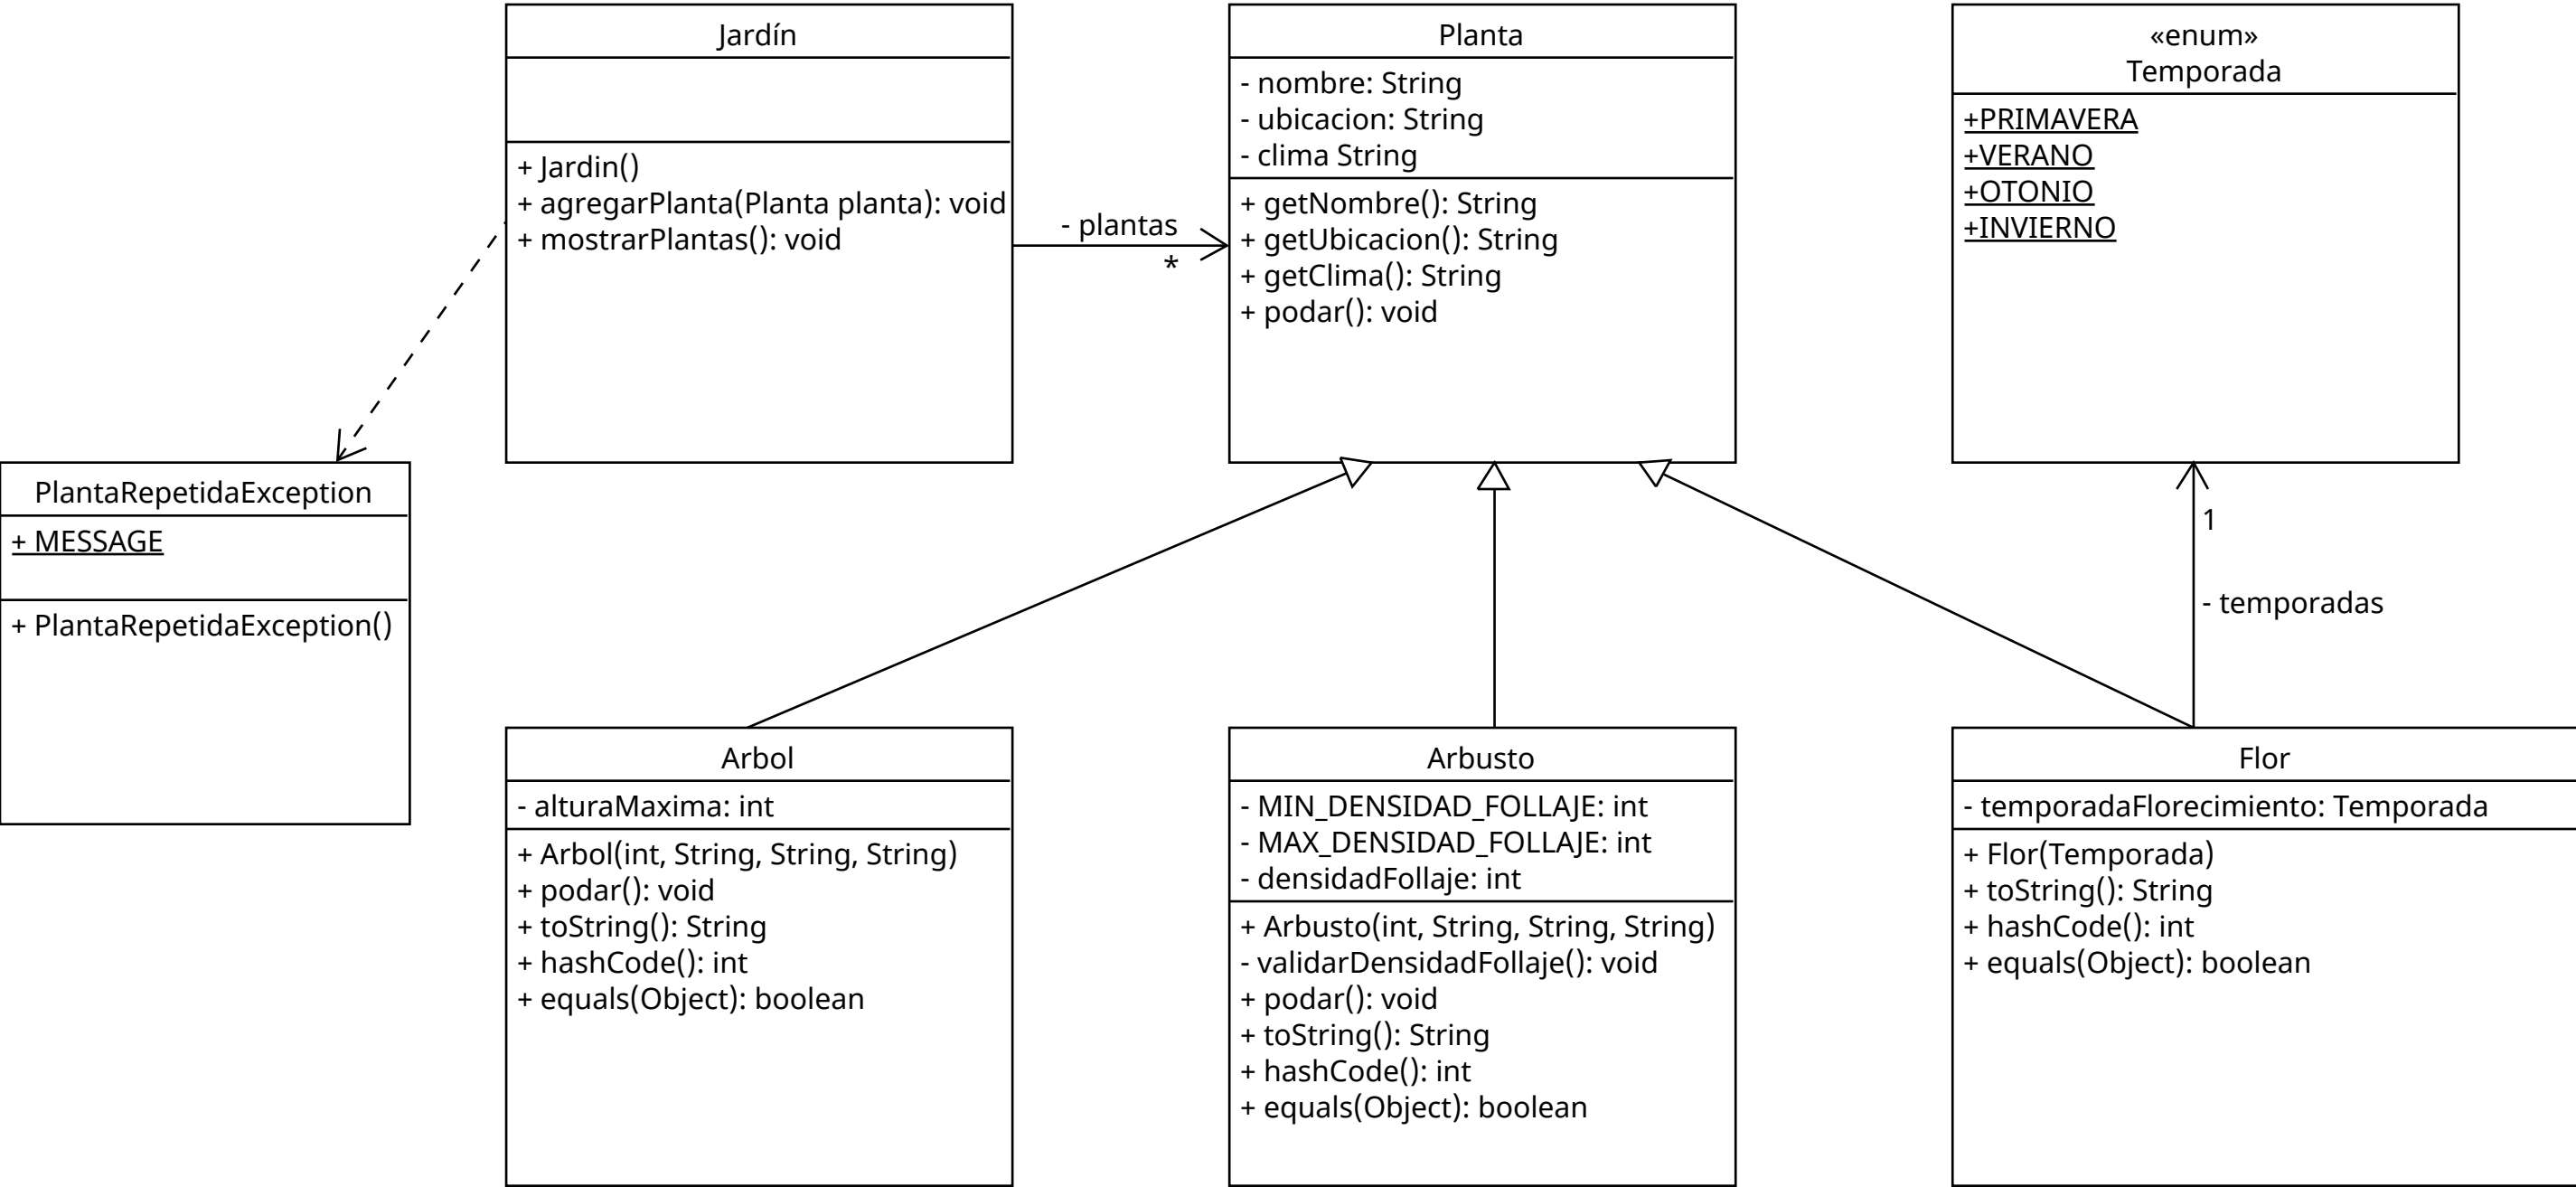 Jardín
+ Jardin()
+ agregarPlanta(Planta planta): void
+ mostrarPlantas(): void
- plantas
*
Planta
- nombre: String
- ubicacion: String
- clima String
+ getNombre(): String
+ getUbicacion(): String
+ getClima(): String
+ podar(): void
«enum»
Temporada
+PRIMAVERA
+VERANO
+OTONIO
+INVIERNO
PlantaRepetidaException
+ MESSAGE
+ PlantaRepetidaException()
1
- temporadas
Arbol
- alturaMaxima: int
+ Arbol(int, String, String, String)
+ podar(): void
+ toString(): String
+ hashCode(): int
+ equals(Object): boolean
Arbusto
- MIN_DENSIDAD_FOLLAJE: int
- MAX_DENSIDAD_FOLLAJE: int
- densidadFollaje: int
+ Arbusto(int, String, String, String)
- validarDensidadFollaje(): void
+ podar(): void
+ toString(): String
+ hashCode(): int
+ equals(Object): boolean
Flor
- temporadaFlorecimiento: Temporada
+ Flor(Temporada)
+ toString(): String
+ hashCode(): int
+ equals(Object): boolean